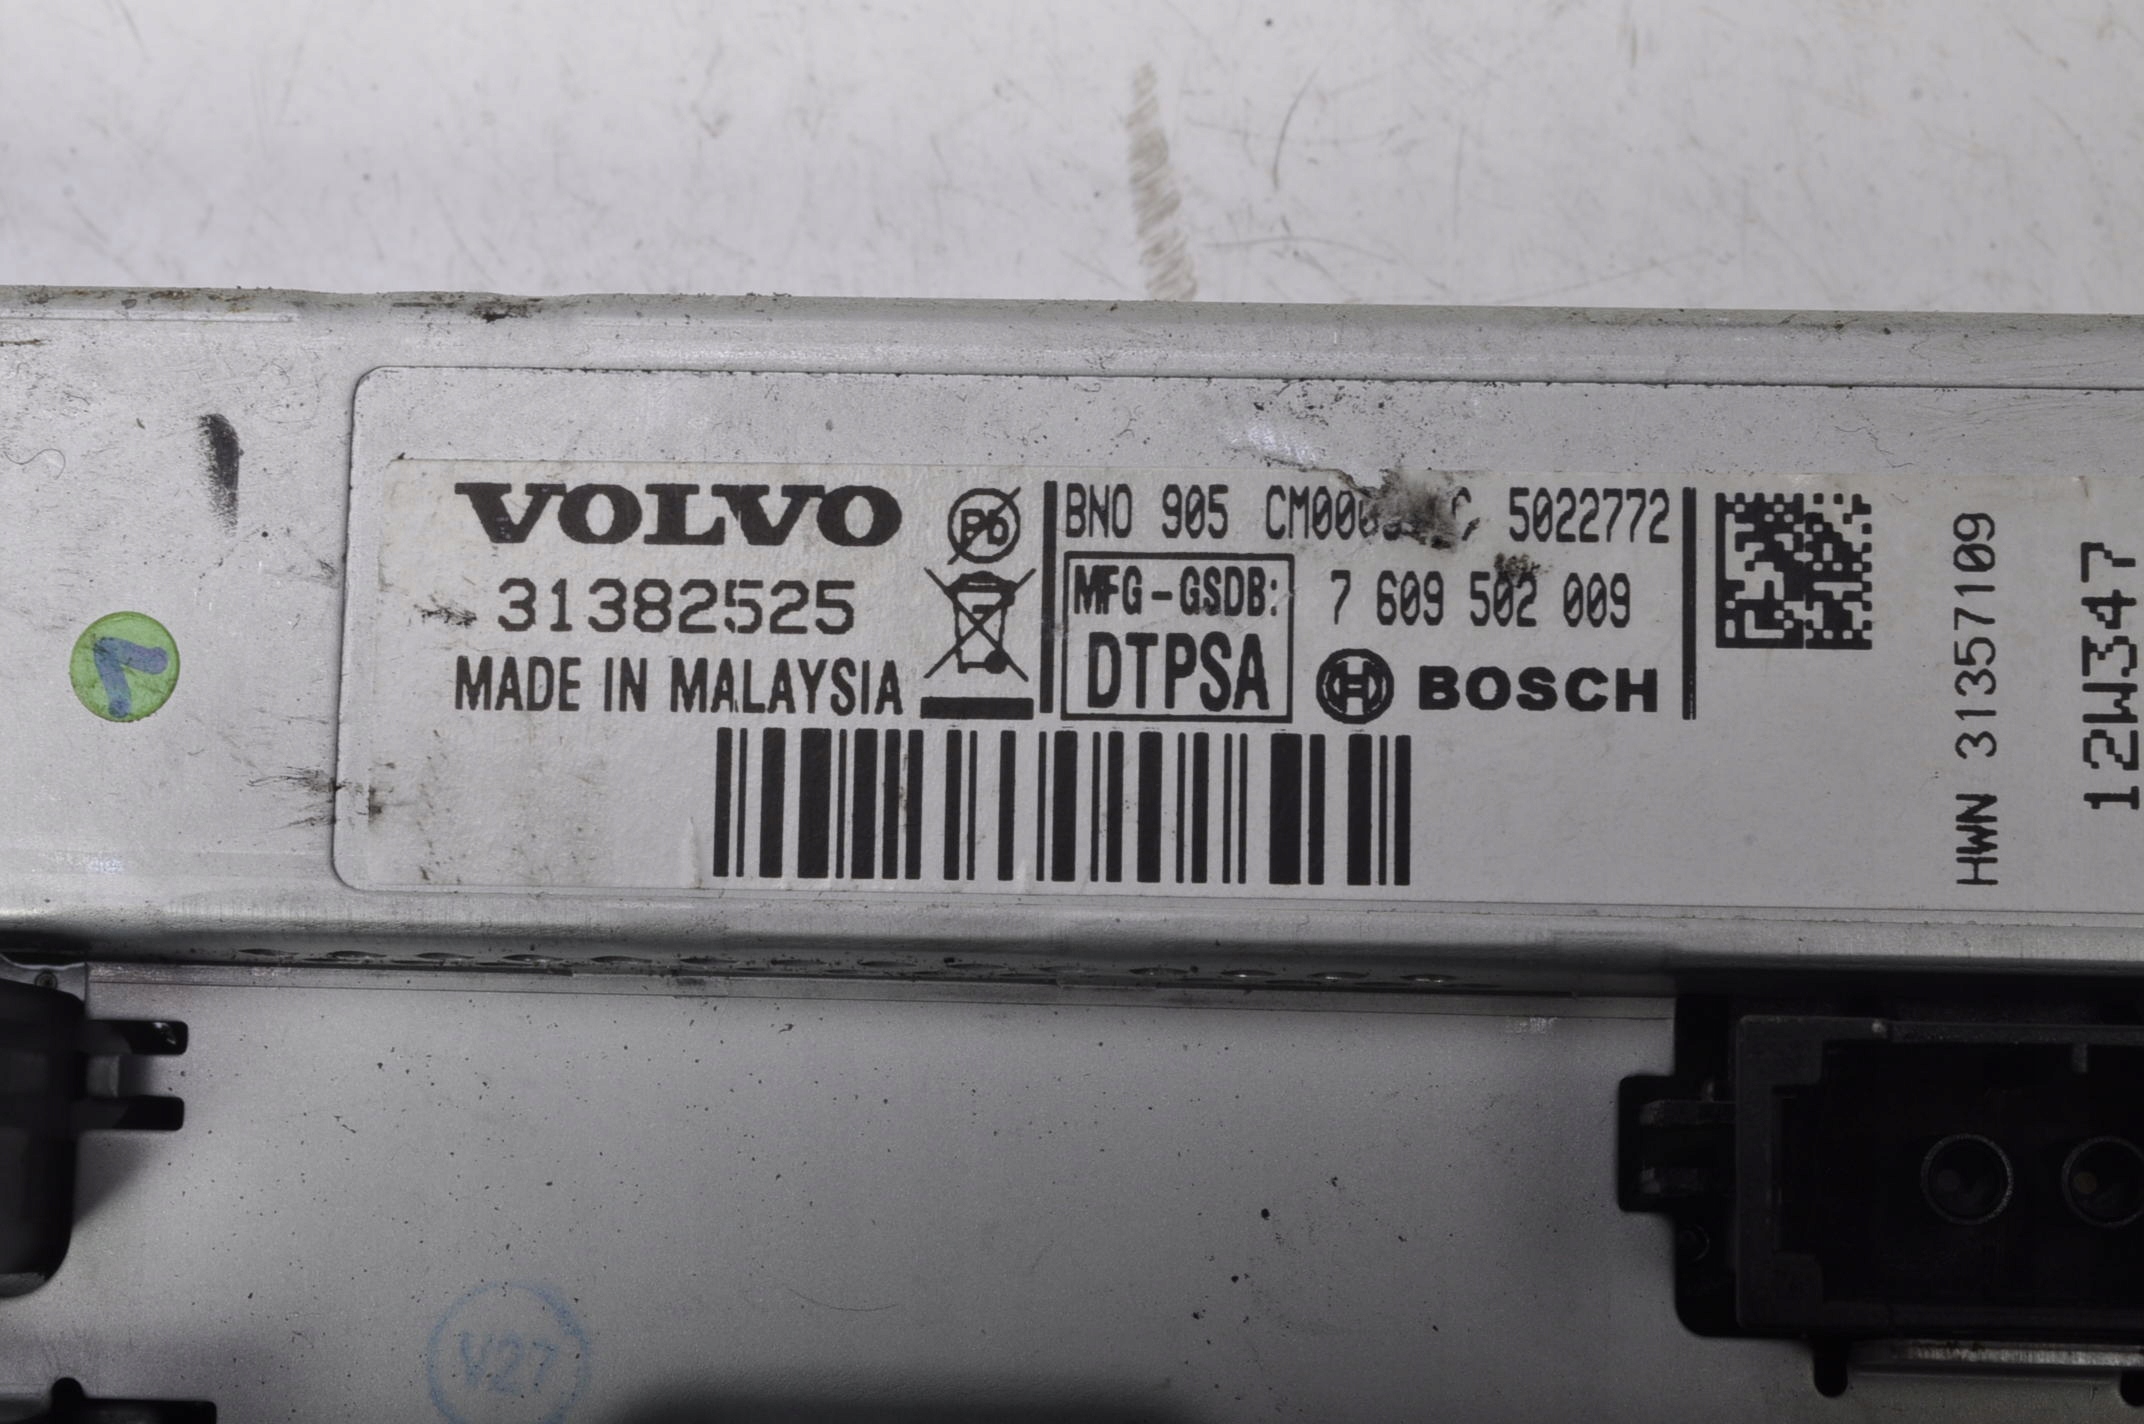 VOLVO
Pb
31382525
MADE IN MALAYSIA
BNO 905 5022772
MFG-GSDB: 7 609 502 009
DTPSA
BOSCH
HWN 31357109
12W347
V27